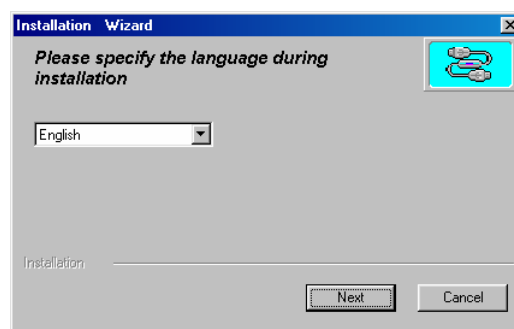 Installation Wizard
Please specify the language during
installation
English
Installation
Next
Cancel